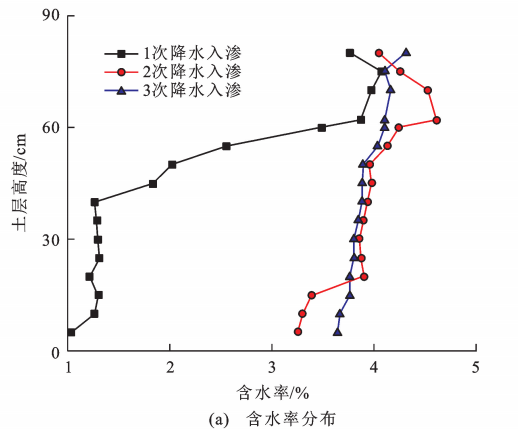 90
60
30
0
土层高度/cm
1次降水入渗
2次降水入渗
3次降水入渗
1 2 3 4 5
含水率/%
(a) 含水率分布